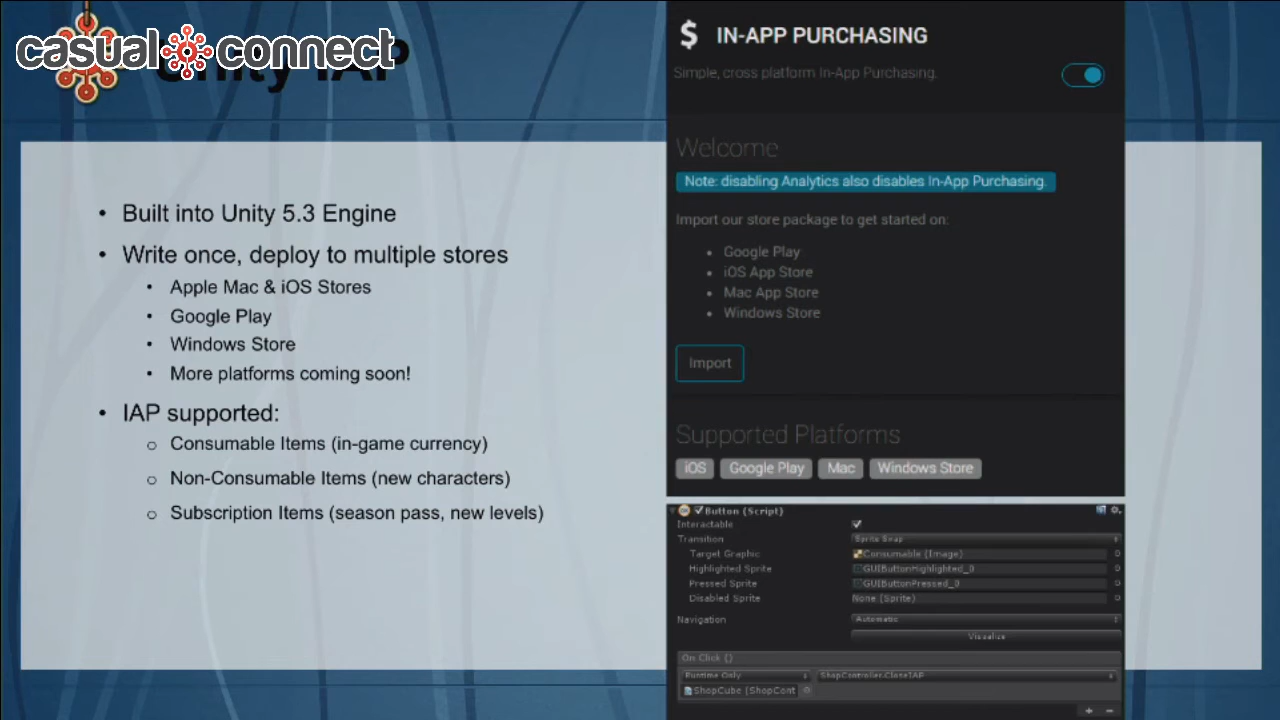 casual connect
Unity IAP
• Built into Unity 5.3 Engine
• Write once, deploy to multiple stores
• Apple Mac & iOS Stores
• Google Play
• Windows Store
• More platforms coming soon!
• IAP supported:
o Consumable Items (in-game currency)
o Non-Consumable Items (new characters)
o Subscription Items (season pass, new levels)
$ IN-APP PURCHASING
Simple, cross platform In-App Purchasing.
Welcome
Note: disabling Analytics also disables In-App Purchasing.
Import our store package to get started on:
• Google Play
• iOS App Store
• Mac App Store
• Windows Store
Import
Supported Platforms
iOS Google Play Mac Windows Store
Button (Script)
Interactable
Transition Sprite Swap
Target Graphic Consumable (Image)
Highlighted Sprite GUIButtonHighlighted_0
Pressed Sprite GUIButtonPressed_0
Disabled Sprite None (Sprite)
Navigation Automatic
Visualize
On Click ()
Runtime Only ShopController.CloseIAP
ShopCube (ShopCont